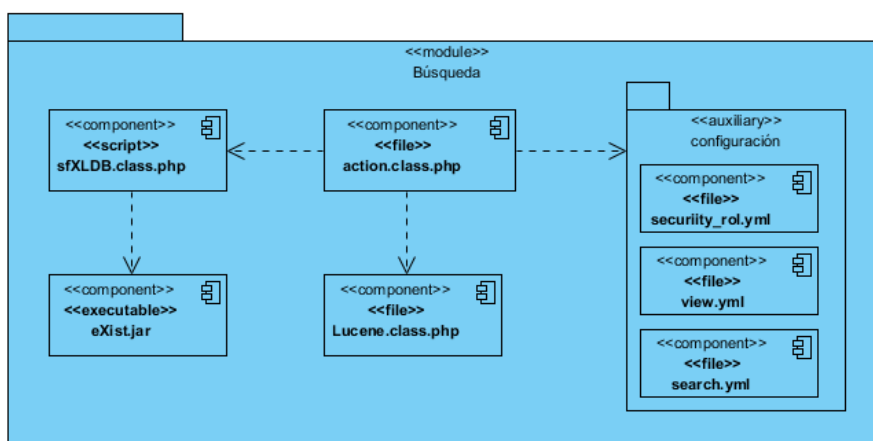 <<module>>
Búsqueda
<<component>>
<<script>>
sfXLDB.class.php
<<component>>
<<file>>
action.class.php
<<auxiliary>>
configuración
<<component>>
<<file>>
securiity_rol.yml
<<component>>
<<file>>
view.yml
<<component>>
<<file>>
search.yml
<<component>>
<<executable>>
eXist.jar
<<component>>
<<file>>
Lucene.class.php